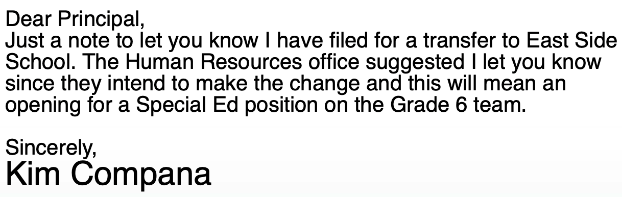 Dear Principal,
Just a note to let you know I have filed for a transfer to East Side
School. The Human Resources office suggested I let you know
since they intend to make the change and this will mean an
opening for a Special Ed position on the Grade 6 team.

Sincerely,
Kim Compana